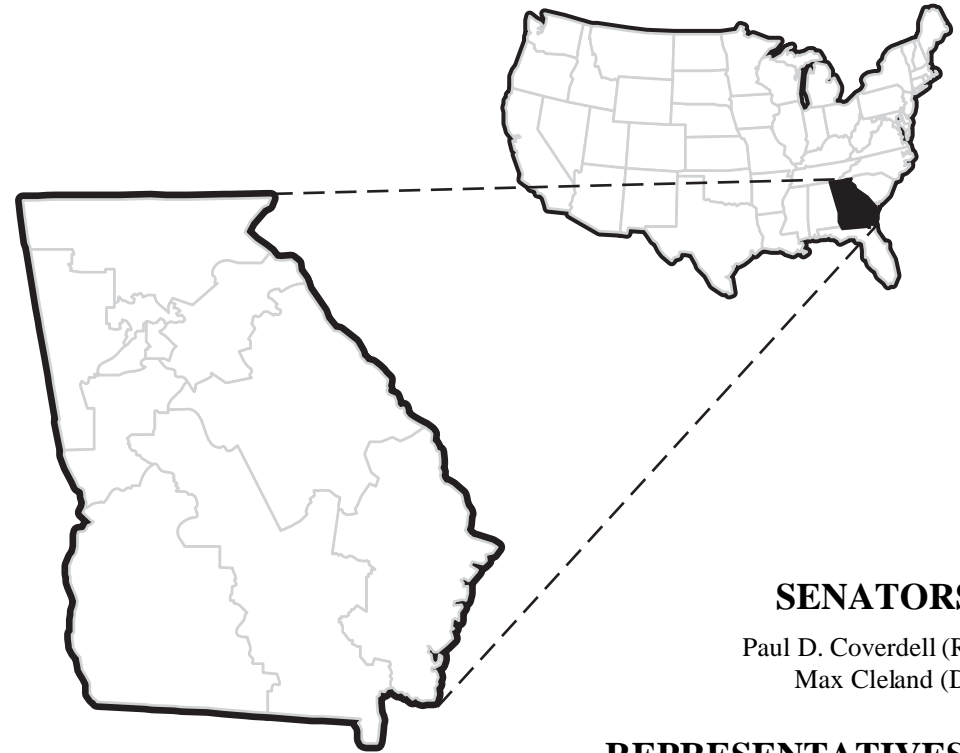 SENATORS
Paul D. Coverdell (R
Max Cleland (D
REPRESENTATIVES